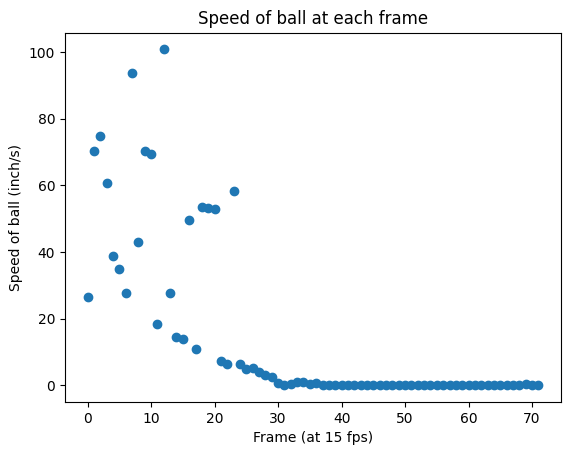 Speed of ball at each frame
100
80
60
40
20
0
Speed of ball (inch/s)
0 10 20 30 40 50 60 70
Frame (at 15 fps)